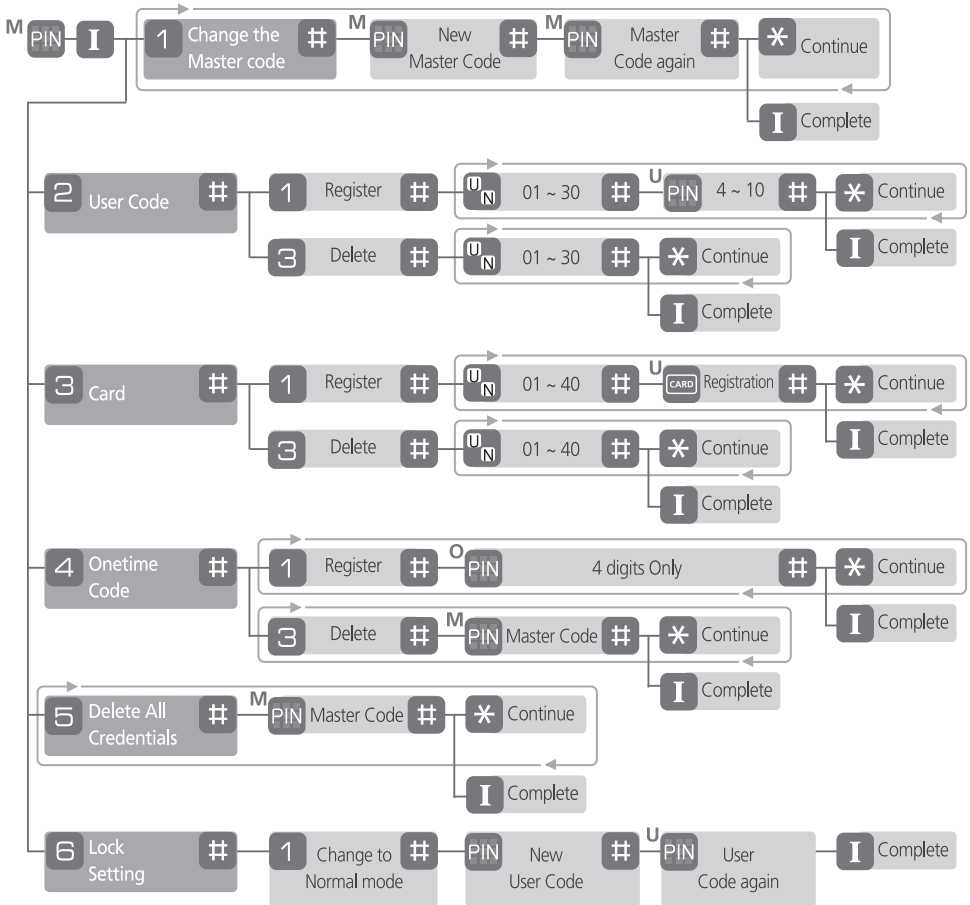 M PIN I 1 Change the Master code # M PIN New Master Code # M PIN Master Code again # * Continue
I Complete
2 User Code # 1 Register # UN 01 ~ 30 # U PIN 4 ~ 10 # * Continue
I Complete
3 Delete # UN 01 ~ 30 # * Continue
I Complete
3 Card # 1 Register # UN 01 ~ 40 # U CARD Registration # * Continue
I Complete
3 Delete # UN 01 ~ 40 # * Continue
I Complete
4 Onetime Code # 1 Register # O PIN 4 digits Only # * Continue
I Complete
3 Delete # M PIN Master Code # * Continue
I Complete
5 Delete All Credentials # M PIN Master Code # * Continue
I Complete
6 Lock Setting # 1 Change to Normal mode # PIN New User Code # U PIN User Code again I Complete